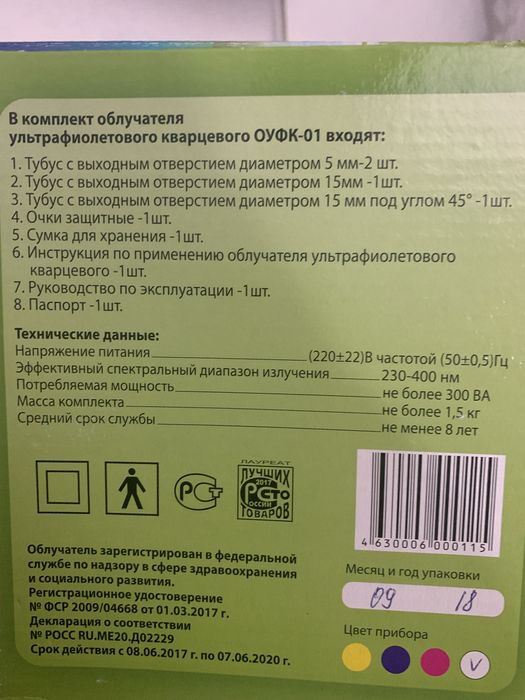 В комплект облучателя
ультрафиолетового кварцевого ОУФК-01 входят:
1. Тубус с выходным отверстием диаметром 5 мм-2 шт.
2. Тубус с выходным отверстием диаметром 15мм -1шт.
3. Тубус с выходным отверстием диаметром 15 мм под углом 45° -1шт.
4. Очки защитные -1шт.
5. Сумка для хранения -1шт.
6. Инструкция по применению облучателя ультрафиолетового
кварцевого -1шт.
7. Руководство по эксплуатации -1шт.
8. Паспорт -1шт.
Технические данные:
Напряжение питания (220±22)В частотой (50±0,5)Гц
Эффективный спектральный диапазон излучения 230-400 нм
Потребляемая мощность не более 300 ВА
Масса комплекта не более 1,5 кг
Средний срок службы не менее 8 лет
ЛАУРЕАТ
ЛУЧШИХ
2017
РСТ СТО
РОССИИ
ТОВАРОВ
4 630006 000115
Облучатель зарегистрирован в федеральной
службе по надзору в сфере здравоохранения
и социального развития.
Регистрационное удостоверение
№ ФСР 2009/04668 от 01.03.2017 г.
Декларация о соответствии
№ РОСС RU.ME20.Д02229
Срок действия с 08.06.2017 - по 07.06.2020 г.
Месяц и год упаковки
09 18
Цвет прибора